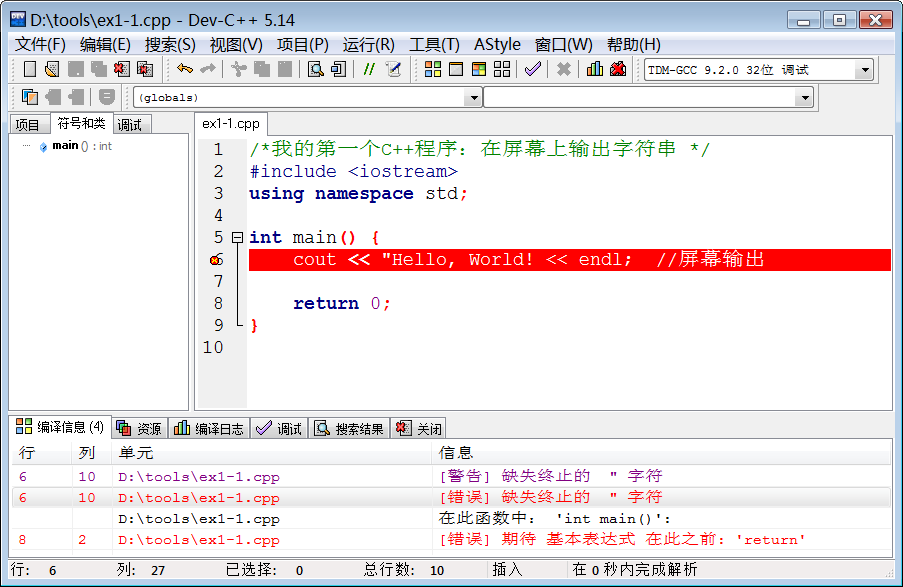 D:\tools\ex1-1.cpp - Dev-C++ 5.14
文件(F) 编辑(E) 搜索(S) 视图(V) 项目(P) 运行(R) 工具(T) AStyle 窗口(W) 帮助(H)
TDM-GCC 9.2.0 32位 调试
(globals)
项目 符号和类 调试
main () : int
ex1-1.cpp
1 /*我的第一个C++程序: 在屏幕上输出字符串 */
2 #include <iostream>
3 using namespace std;
4
5 int main() {
6 cout << "Hello, World! << endl; //屏幕输出
7
8 return 0;
9 }
10
编译信息 (4) 资源 编译日志 调试 搜索结果 关闭
行 列 单元 信息
6 10 D:\tools\ex1-1.cpp [警告] 缺失终止的 " 字符
6 10 D:\tools\ex1-1.cpp [错误] 缺失终止的 " 字符
D:\tools\ex1-1.cpp 在此函数中: 'int main()':
8 2 D:\tools\ex1-1.cpp [错误] 期待 基本表达式 在此之前: 'return'
行: 6 列: 27 已选择: 0 总行数: 10 插入 在 0 秒内完成解析